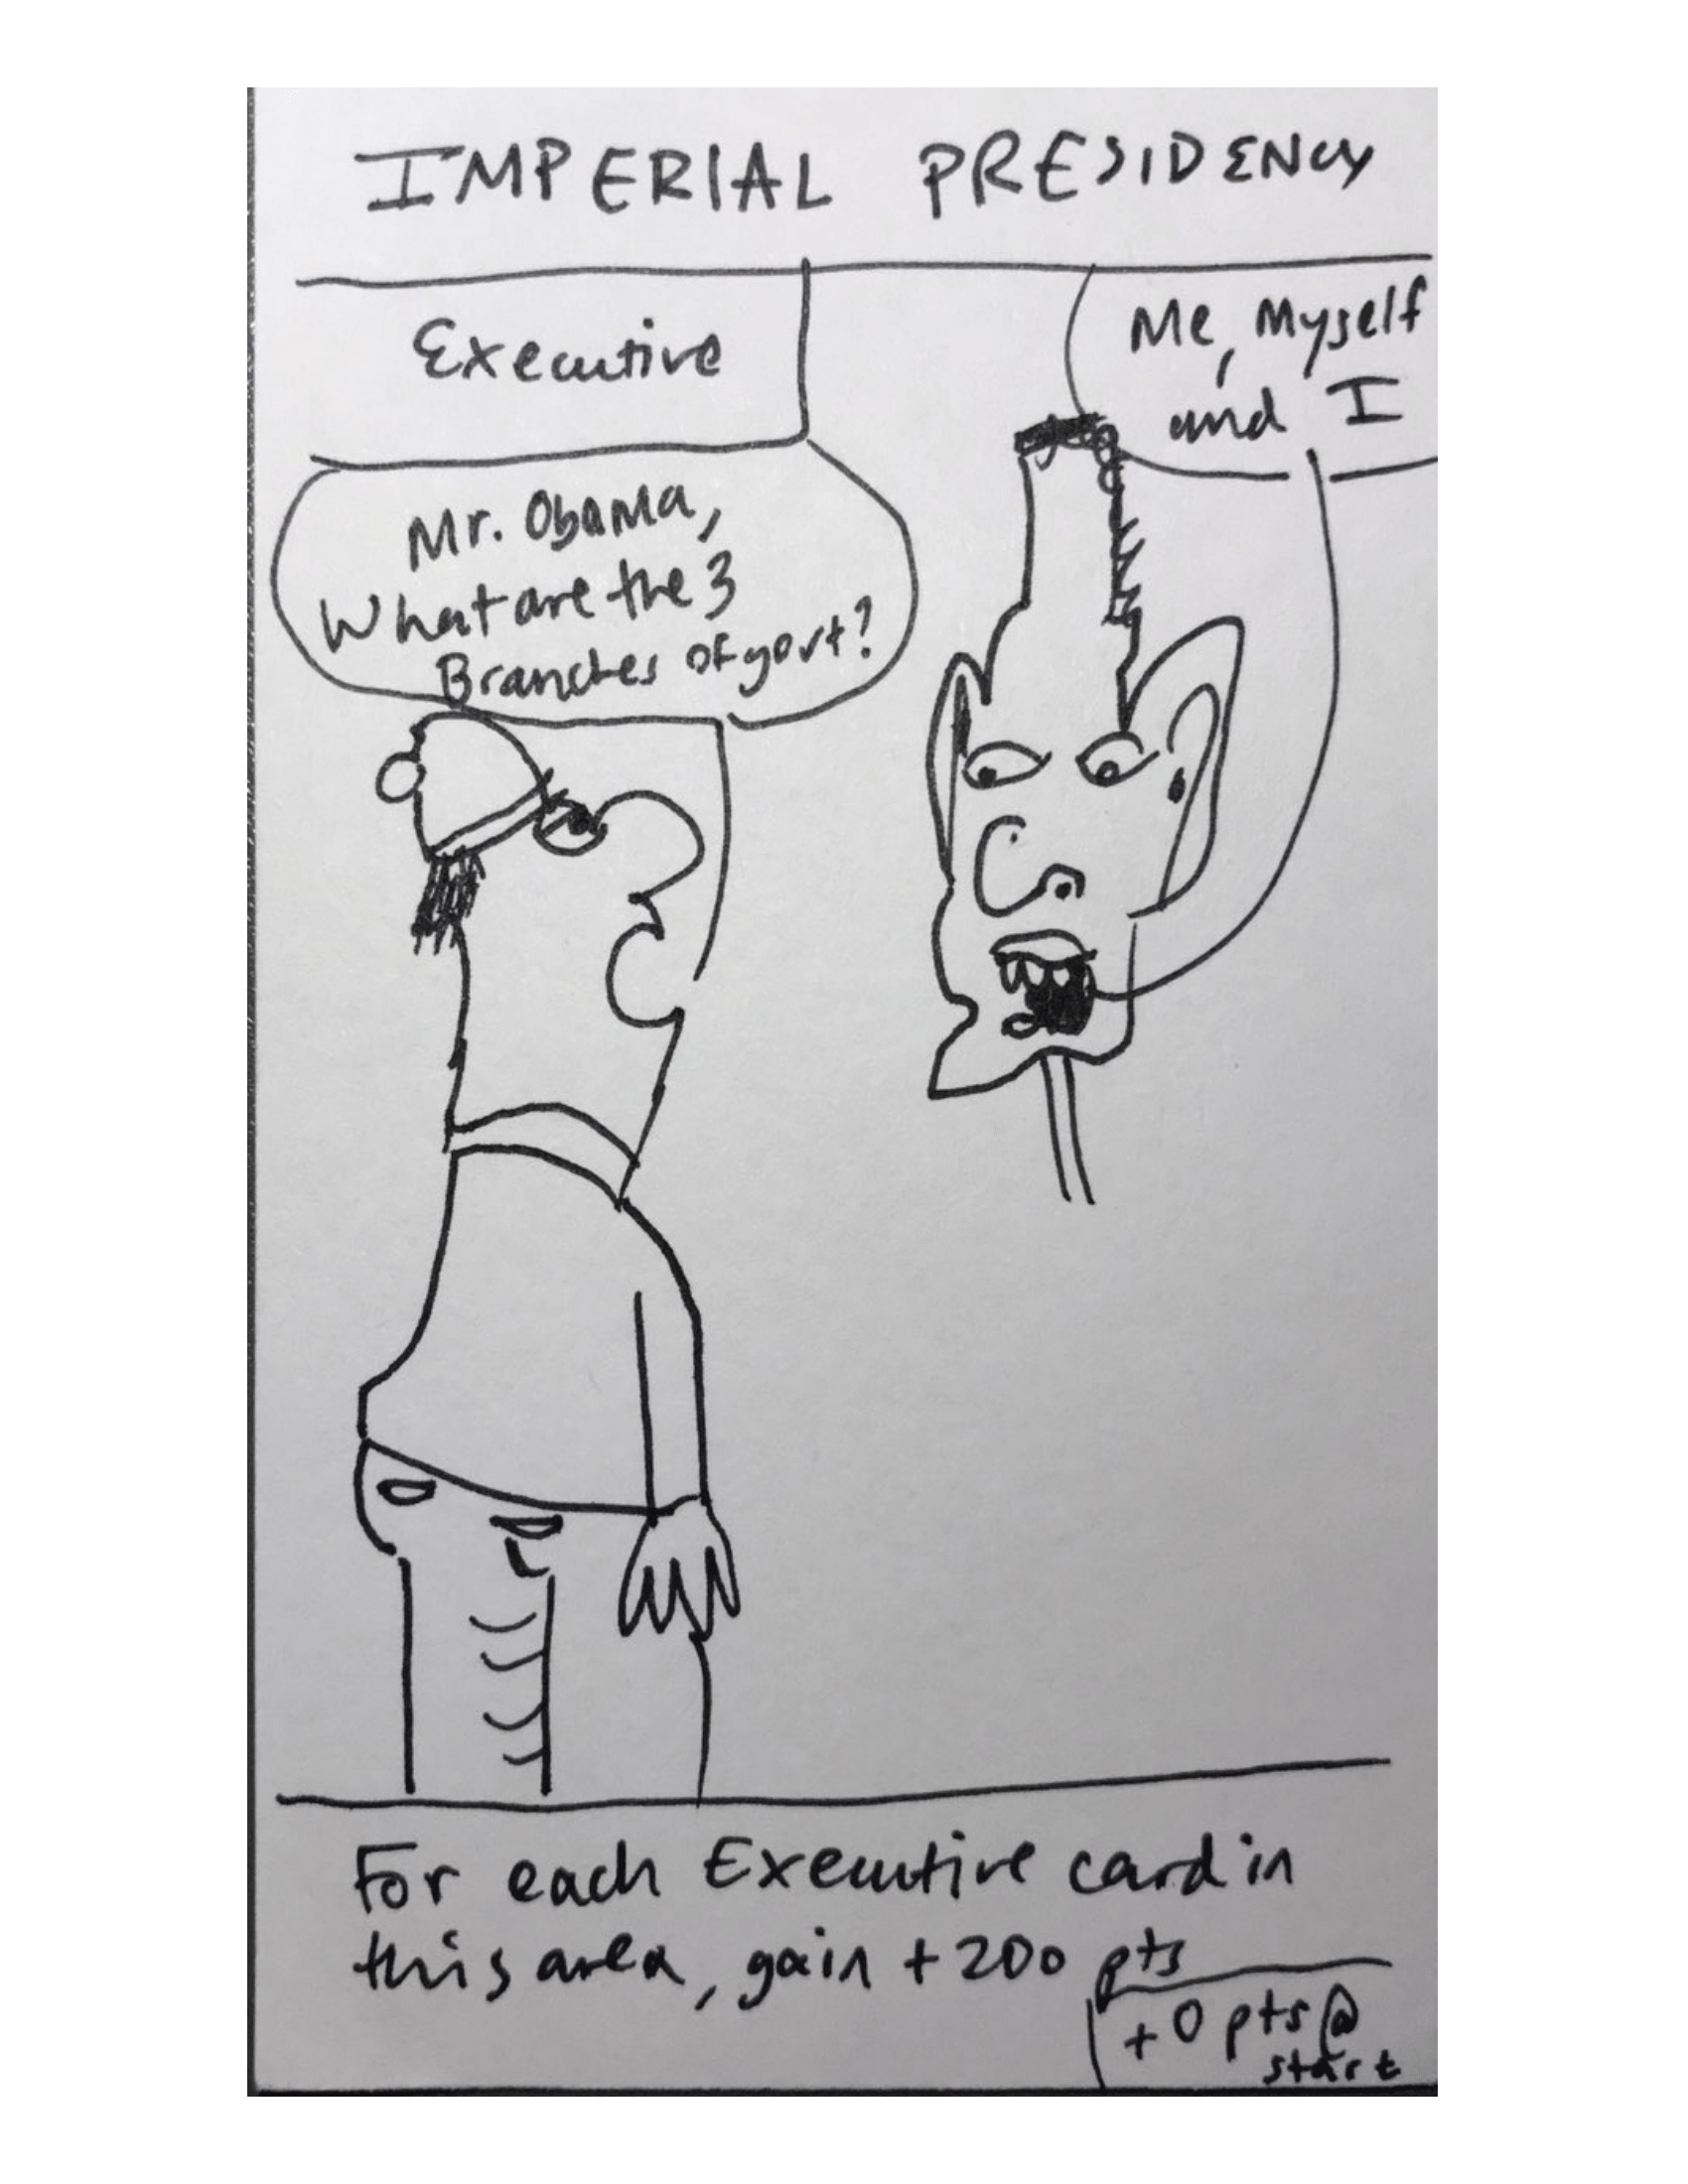 IMPERIAL PRESIDENCY
Executive
Me, Myself
and I
Mr. Obama,
What are the 3
Branches of govt?
For each Executive card in
this area, gain +200 pts
+0 pts @
start